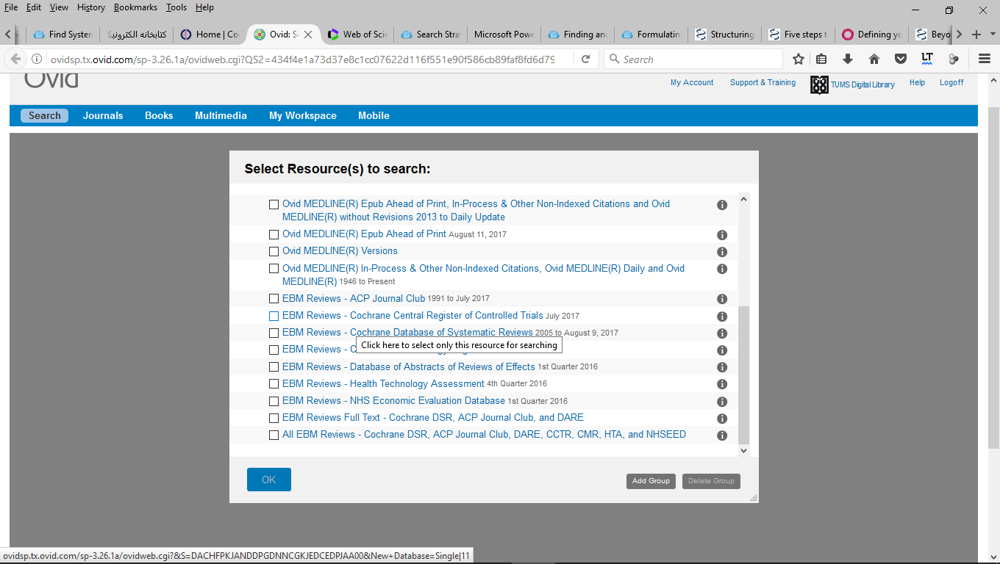 File Edit View History Bookmarks Tools Help
Find System
کتابخانه الکترونیک
Home | Co
Ovid: S
Web of Sci
Search Stra
Microsoft Powe
Finding an
Formulatin
Structuring
Five steps t
Defining yo
Beyo
ovidsp.tx.ovid.com/sp-3.26.1a/ovidweb.cgi?QS2=434f4e1a73d37e8c1cc07622d116f551e90f586cb89faf8fd6d79
Search
LT
Ovid
My Account Support & Training TUMS Digital Library Help Logoff
Search Journals Books Multimedia My Workspace Mobile
Select Resource(s) to search:
Ovid MEDLINE(R) Epub Ahead of Print, In-Process & Other Non-Indexed Citations and Ovid
MEDLINE(R) without Revisions 2013 to Daily Update
Ovid MEDLINE(R) Epub Ahead of Print August 11, 2017
Ovid MEDLINE(R) Versions
Ovid MEDLINE(R) In-Process & Other Non-Indexed Citations, Ovid MEDLINE(R) Daily and Ovid
MEDLINE(R) 1946 to Present
EBM Reviews - ACP Journal Club 1991 to July 2017
EBM Reviews - Cochrane Central Register of Controlled Trials July 2017
EBM Reviews - Cochrane Database of Systematic Reviews 2005 to August 9, 2017
Click here to select only this resource for searching
EBM Reviews - C
EBM Reviews - Database of Abstracts of Reviews of Effects 1st Quarter 2016
EBM Reviews - Health Technology Assessment 4th Quarter 2016
EBM Reviews - NHS Economic Evaluation Database 1st Quarter 2016
EBM Reviews Full Text - Cochrane DSR, ACP Journal Club, and DARE
All EBM Reviews - Cochrane DSR, ACP Journal Club, DARE, CCTR, CMR, HTA, and NHSEED
OK
Add Group Delete Group
ovidsp.tx.ovid.com/sp-3.26.1a/ovidweb.cgi?&S=DACHFPKJANDDPGDNNCGKJEDCEDPJAA00&New+Database=Single|11